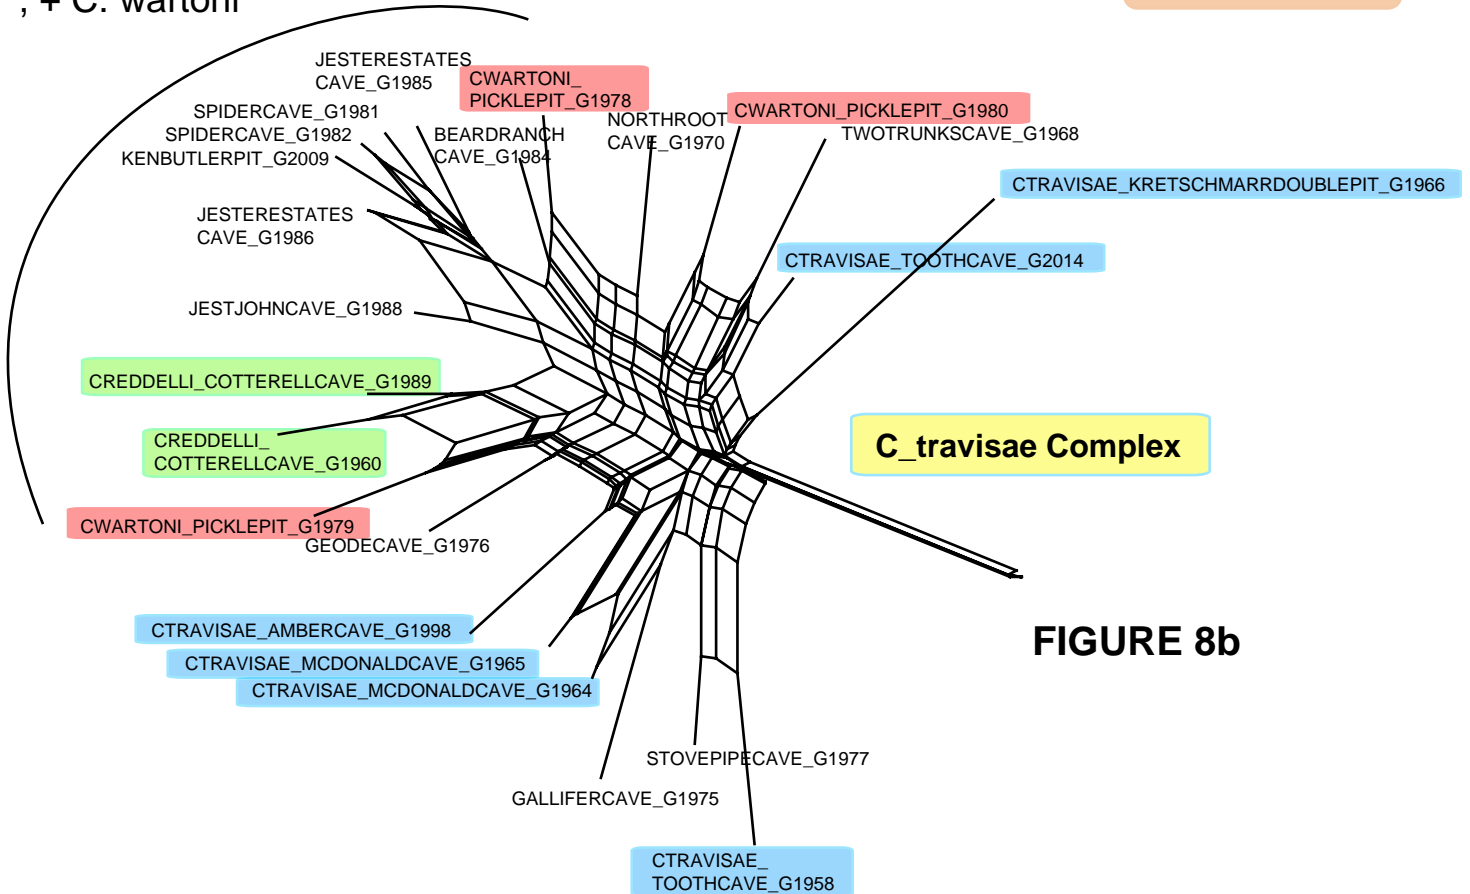 ; + C. wartoni
JESTERESTATES
CAVE_G1985
CWARTONI_
PICKLEPIT_G1978
SPIDERCAVE_G1981
SPIDERCAVE_G1982
KENBUTLERPIT_G2009
BEARDRANCH
CAVE_G1984
NORTHROOT
CAVE_G1970
CWARTONI_PICKLEPIT_G1980
TWOTRUNKSCAVE_G1968
CTRAVISAE_KRETSCHMARRDOUBLEPIT_G1966
JESTERESTATES
CAVE_G1986
CTRAVISAE_TOOTHCAVE_G2014
JESTJOHNCAVE_G1988
CREDDELLI_COTTERELLCAVE_G1989
CREDDELLI_
COTTERELLCAVE_G1960
C_travisae Complex
CWARTONI_PICKLEPIT_G1979
GEODECAVE_G1976
CTRAVISAE_AMBERCAVE_G1998
CTRAVISAE_MCDONALDCAVE_G1965
CTRAVISAE_MCDONALDCAVE_G1964
FIGURE 8b
STOVEPIPECAVE_G1977
GALLIFERCAVE_G1975
CTRAVISAE_
TOOTHCAVE_G1958